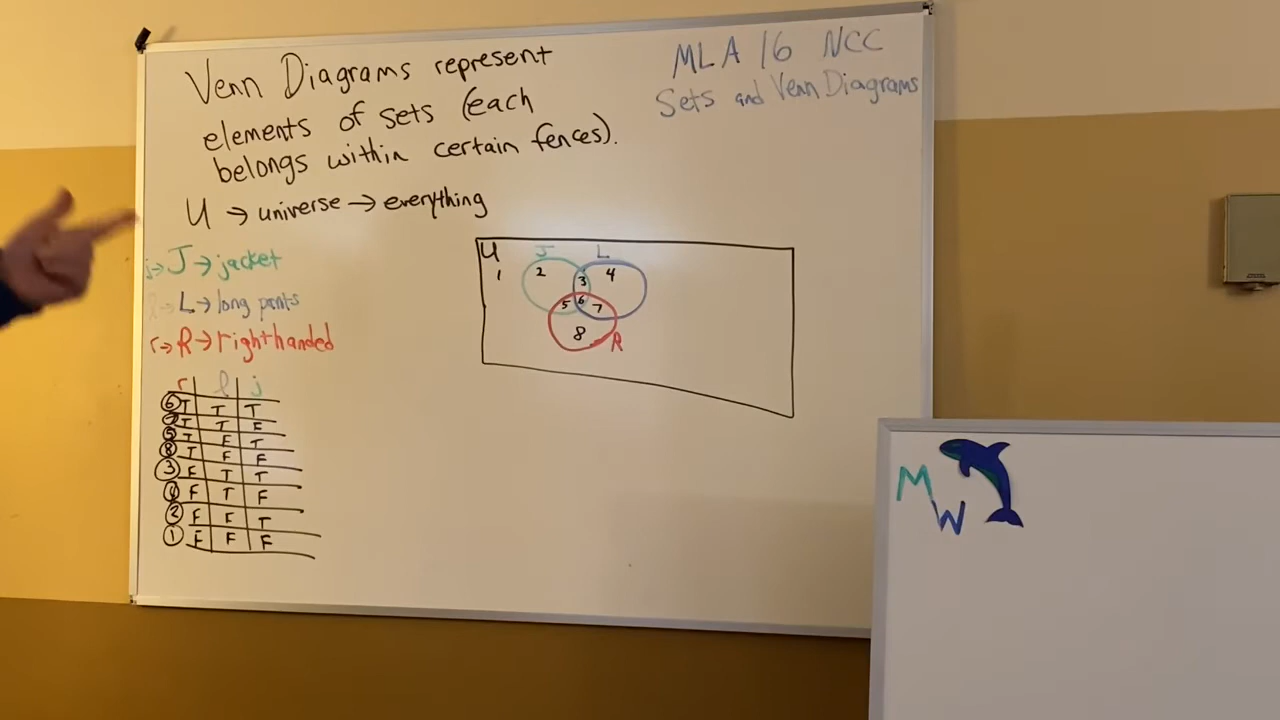 Venn Diagrams represent
elements of sets (each
belongs within certain fences).
U → universe → everything
j → J → jacket
l → L → long pants
r → R → right handed
r l j
6 T T T
7 T T F
5 T F T
8 T F F
3 F T T
4 F T F
2 F F T
1 F F F
MLA 16 NCC
Sets and Venn Diagrams
U J L
1 2 3 4
5 6 7
8 R
M
W